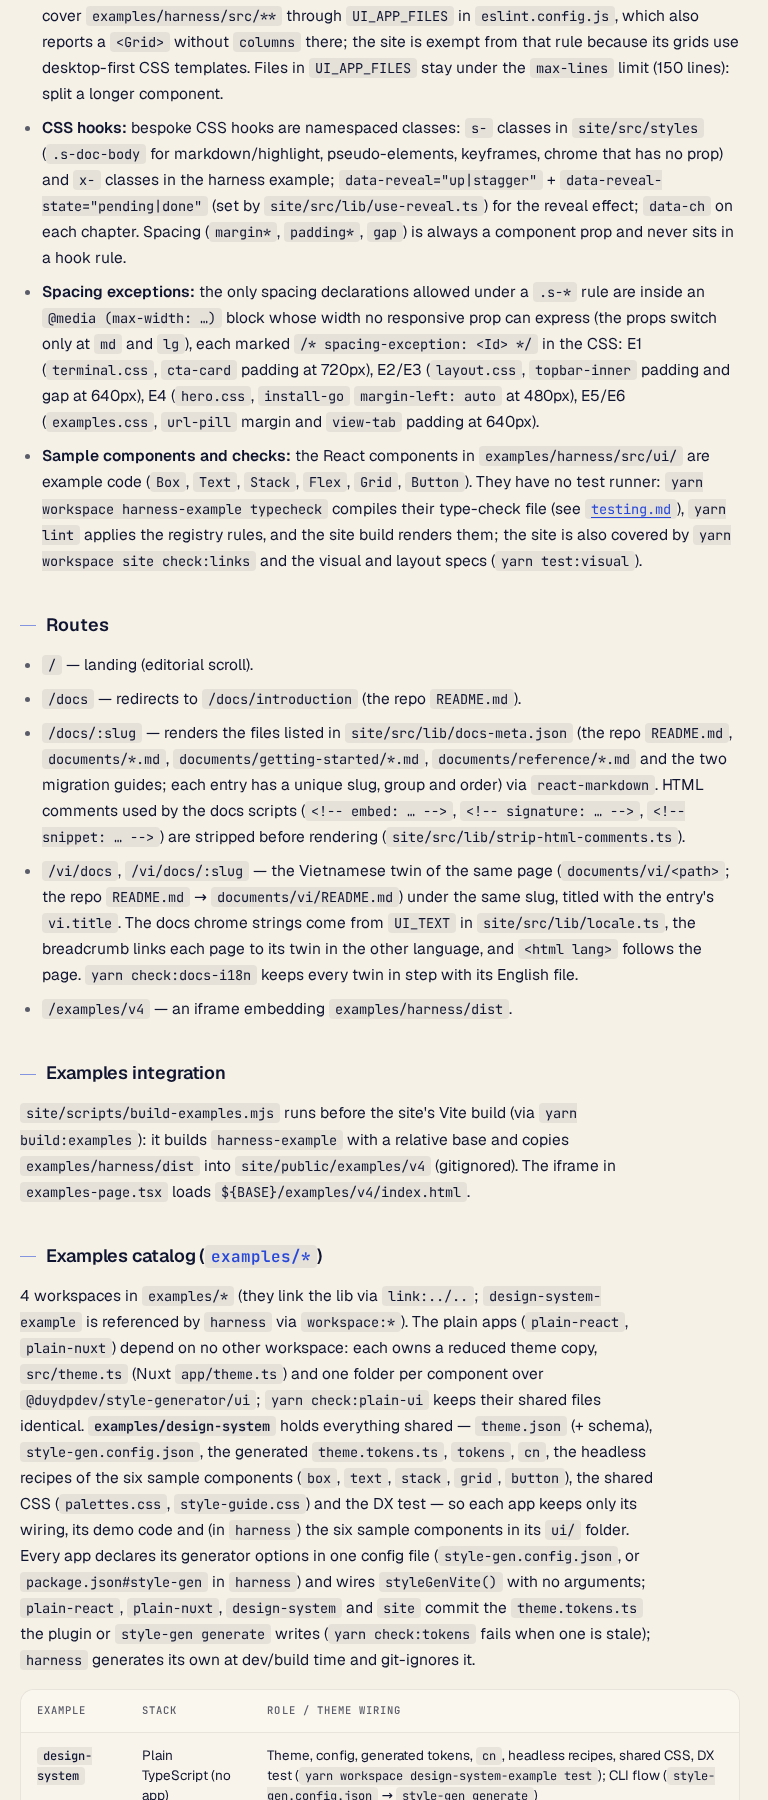 cover examples/harness/src/** through UI_APP_FILES in eslint.config.js, which also
reports a <Grid> without columns there; the site is exempt from that rule because its grids use
desktop-first CSS templates. Files in UI_APP_FILES stay under the max-lines limit (150 lines):
split a longer component.
• CSS hooks: bespoke CSS hooks are namespaced classes: s- classes in site/src/styles
(.s-doc-body for markdown/highlight, pseudo-elements, keyframes, chrome that has no prop)
and x- classes in the harness example; data-reveal="up|stagger" + data-reveal-
state="pending|done" (set by site/src/lib/use-reveal.ts) for the reveal effect; data-ch on
each chapter. Spacing (margin*, padding*, gap) is always a component prop and never sits in
a hook rule.
• Spacing exceptions: the only spacing declarations allowed under a .s-* rule are inside an
@media (max-width: …) block whose width no responsive prop can express (the props switch
only at md and lg), each marked /* spacing-exception: <Id> */ in the CSS: E1
(terminal.css, cta-card padding at 720px), E2/E3 (layout.css, topbar-inner padding and
gap at 640px), E4 (hero.css, install-go margin-left: auto at 480px), E5/E6
(examples.css, url-pill margin and view-tab padding at 640px).
• Sample components and checks: the React components in examples/harness/src/ui/ are
example code (Box, Text, Stack, Flex, Grid, Button). They have no test runner: yarn
workspace harness-example typecheck compiles their type-check file (see testing.md), yarn
lint applies the registry rules, and the site build renders them; the site is also covered by yarn
workspace site check:links and the visual and layout specs (yarn test:visual).
— Routes
• / — landing (editorial scroll).
• /docs — redirects to /docs/introduction (the repo README.md).
• /docs/:slug — renders the files listed in site/src/lib/docs-meta.json (the repo README.md,
documents/*.md, documents/getting-started/*.md, documents/reference/*.md and the two
migration guides; each entry has a unique slug, group and order) via react-markdown. HTML
comments used by the docs scripts (<!-- embed: … -->, <!-- signature: … -->, <!--
snippet: … -->) are stripped before rendering (site/src/lib/strip-html-comments.ts).
• /vi/docs, /vi/docs/:slug — the Vietnamese twin of the same page (documents/vi/<path>;
the repo README.md → documents/vi/README.md) under the same slug, titled with the entry's
vi.title. The docs chrome strings come from UI_TEXT in site/src/lib/locale.ts, the
breadcrumb links each page to its twin in the other language, and <html lang> follows the
page. yarn check:docs-i18n keeps every twin in step with its English file.
• /examples/v4 — an iframe embedding examples/harness/dist.
— Examples integration
site/scripts/build-examples.mjs runs before the site's Vite build (via yarn
build:examples): it builds harness-example with a relative base and copies
examples/harness/dist into site/public/examples/v4 (gitignored). The iframe in
examples-page.tsx loads ${BASE}/examples/v4/index.html.
— Examples catalog (examples/*)
4 workspaces in examples/* (they link the lib via link:../..; design-system-
example is referenced by harness via workspace:*). The plain apps (plain-react,
plain-nuxt) depend on no other workspace: each owns a reduced theme copy,
src/theme.ts (Nuxt app/theme.ts) and one folder per component over
@duydpdev/style-generator/ui; yarn check:plain-ui keeps their shared files
identical. examples/design-system holds everything shared — theme.json (+ schema),
style-gen.config.json, the generated theme.tokens.ts, tokens, cn, the headless
recipes of the six sample components (box, text, stack, grid, button), the shared
CSS (palettes.css, style-guide.css) and the DX test — so each app keeps only its
wiring, its demo code and (in harness) the six sample components in its ui/ folder.
Every app declares its generator options in one config file (style-gen.config.json, or
package.json#style-gen in harness) and wires styleGenVite() with no arguments;
plain-react, plain-nuxt, design-system and site commit the theme.tokens.ts
the plugin or style-gen generate writes (yarn check:tokens fails when one is stale);
harness generates its own at dev/build time and git-ignores it.
EXAMPLE STACK ROLE / THEME WIRING
design- Plain Theme, config, generated tokens, cn, headless recipes, shared CSS, DX
system TypeScript (no test (yarn workspace design-system-example test); CLI flow (style-
app) gen.config.json → style-gen generate)